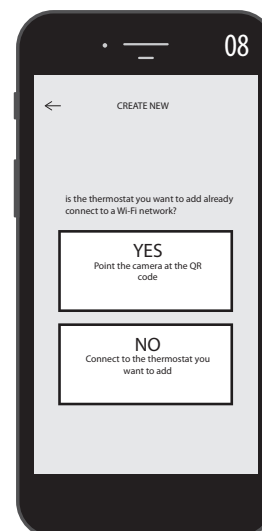 08
CREATE NEW
is the thermostat you want to add already
connect to a Wi-Fi network?
YES
Point the camera at the QR
code
NO
Connect to the thermostat you
want to add